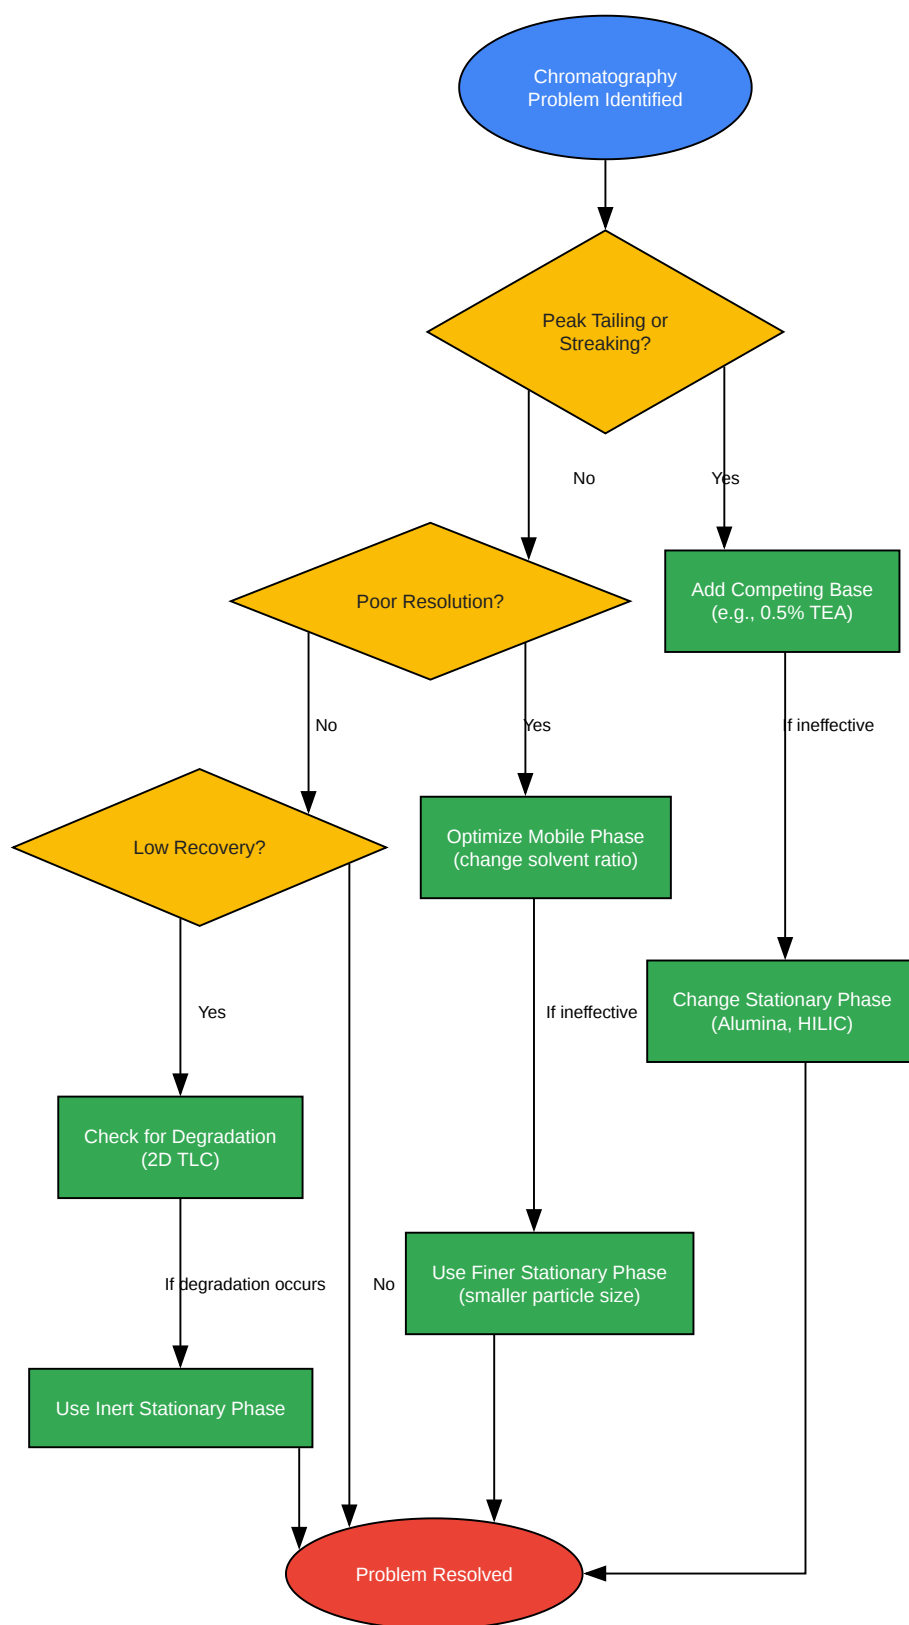 Chromatography
Problem Identified
Peak Tailing or
Streaking?
No
Yes
Poor Resolution?
Add Competing Base
(e.g., 0.5% TEA)
No
Yes
If ineffective
Low Recovery?
Optimize Mobile Phase
(change solvent ratio)
Yes
If ineffective
Change Stationary Phase
(Alumina, HILIC)
Check for Degradation
(2D TLC)
If degradation occurs
No
Use Finer Stationary Phase
(smaller particle size)
Use Inert Stationary Phase
Problem Resolved